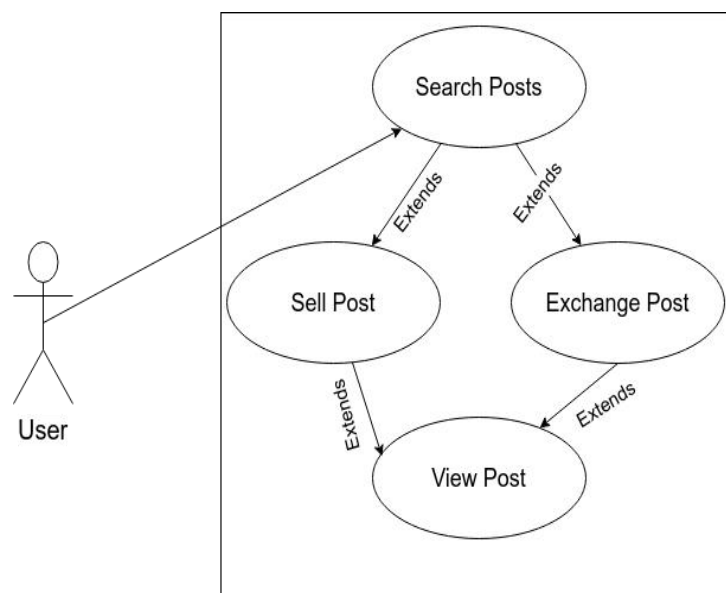 Search Posts
Extends
Extends
Sell Post
Exchange Post
User
Extends
Extends
View Post